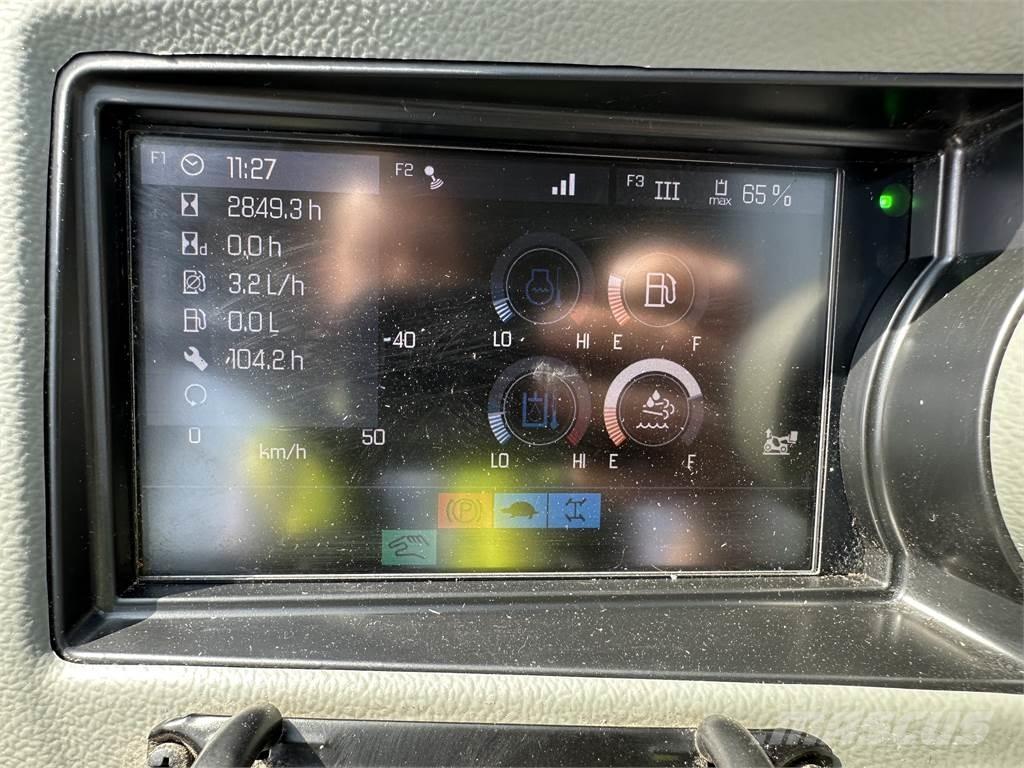 F1 11:27 F2 F3 III max 65%
2849.3 h
d 0.0 h
3.2 L/h
0.0 L
104.2 h
40
LO HI E F
0 km/h 50
LO HI E F
(P)
mascus